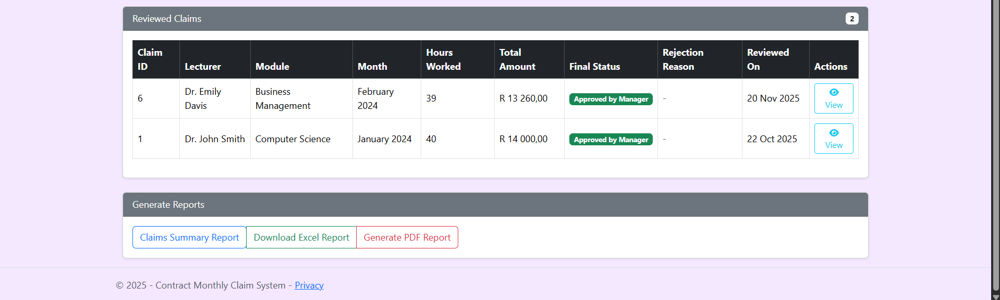 Reviewed Claims 2
Claim ID Lecturer Module Month Hours Worked Total Amount Final Status Rejection Reason Reviewed On Actions
6 Dr. Emily Davis Business Management February 2024 39 R 13 260,00 Approved by Manager - 20 Nov 2025 View
1 Dr. John Smith Computer Science January 2024 40 R 14 000,00 Approved by Manager - 22 Oct 2025 View
Generate Reports
Claims Summary Report Download Excel Report Generate PDF Report
© 2025 - Contract Monthly Claim System - Privacy